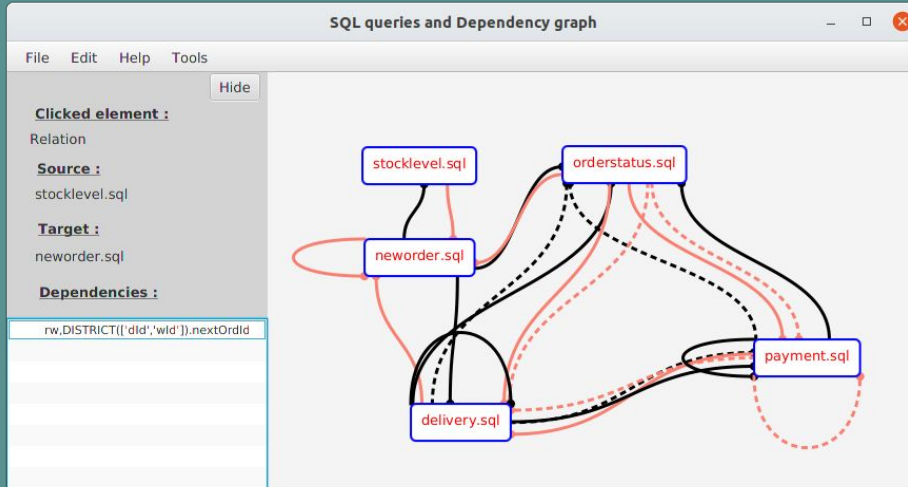 SQL queries and Dependency graph
File Edit Help Tools
Hide
Clicked element :
Relation
Source :
stocklevel.sql
Target :
neworder.sql
Dependencies :
rw,DISTRICT(['dId','wId']).nextOrdId
stocklevel.sql
orderstatus.sql
neworder.sql
payment.sql
delivery.sql